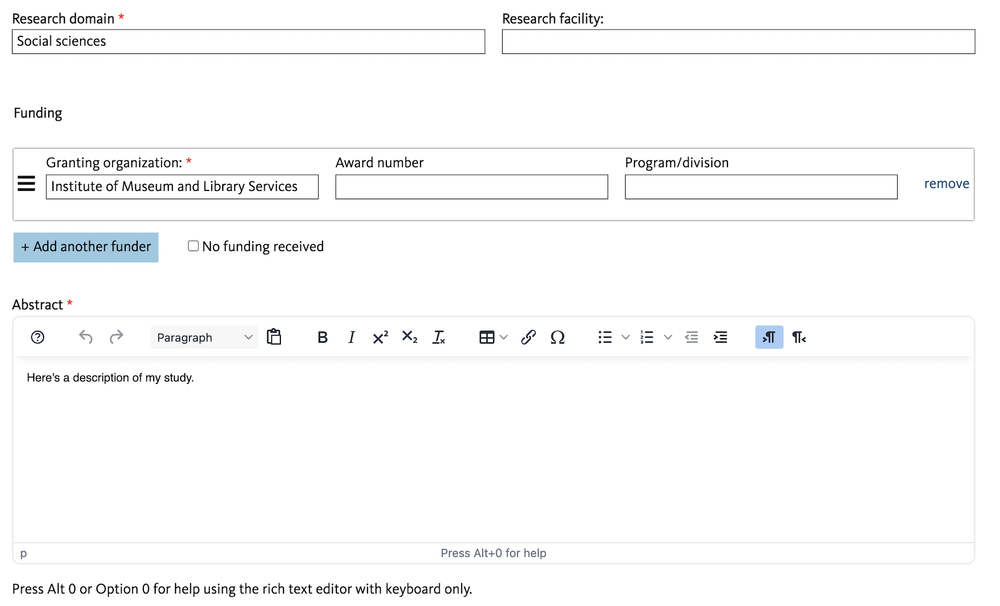 Research domain * Research facility:
Social sciences
Funding
Granting organization: * Award number Program/division
Institute of Museum and Library Services remove
+ Add another funder No funding received
Abstract *
Paragraph
Here's a description of my study.
p Press Alt+0 for help
Press Alt 0 or Option 0 for help using the rich text editor with keyboard only.